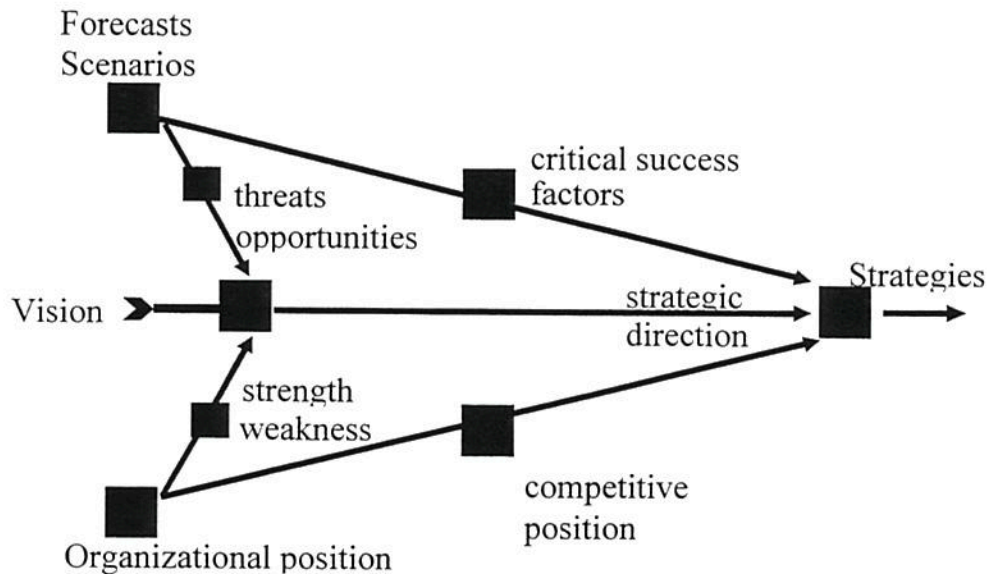 Forecasts
Scenarios
critical success
factors
threats
opportunities
Strategies
Vision
strategic
direction
strength
weakness
competitive
position
Organizational position